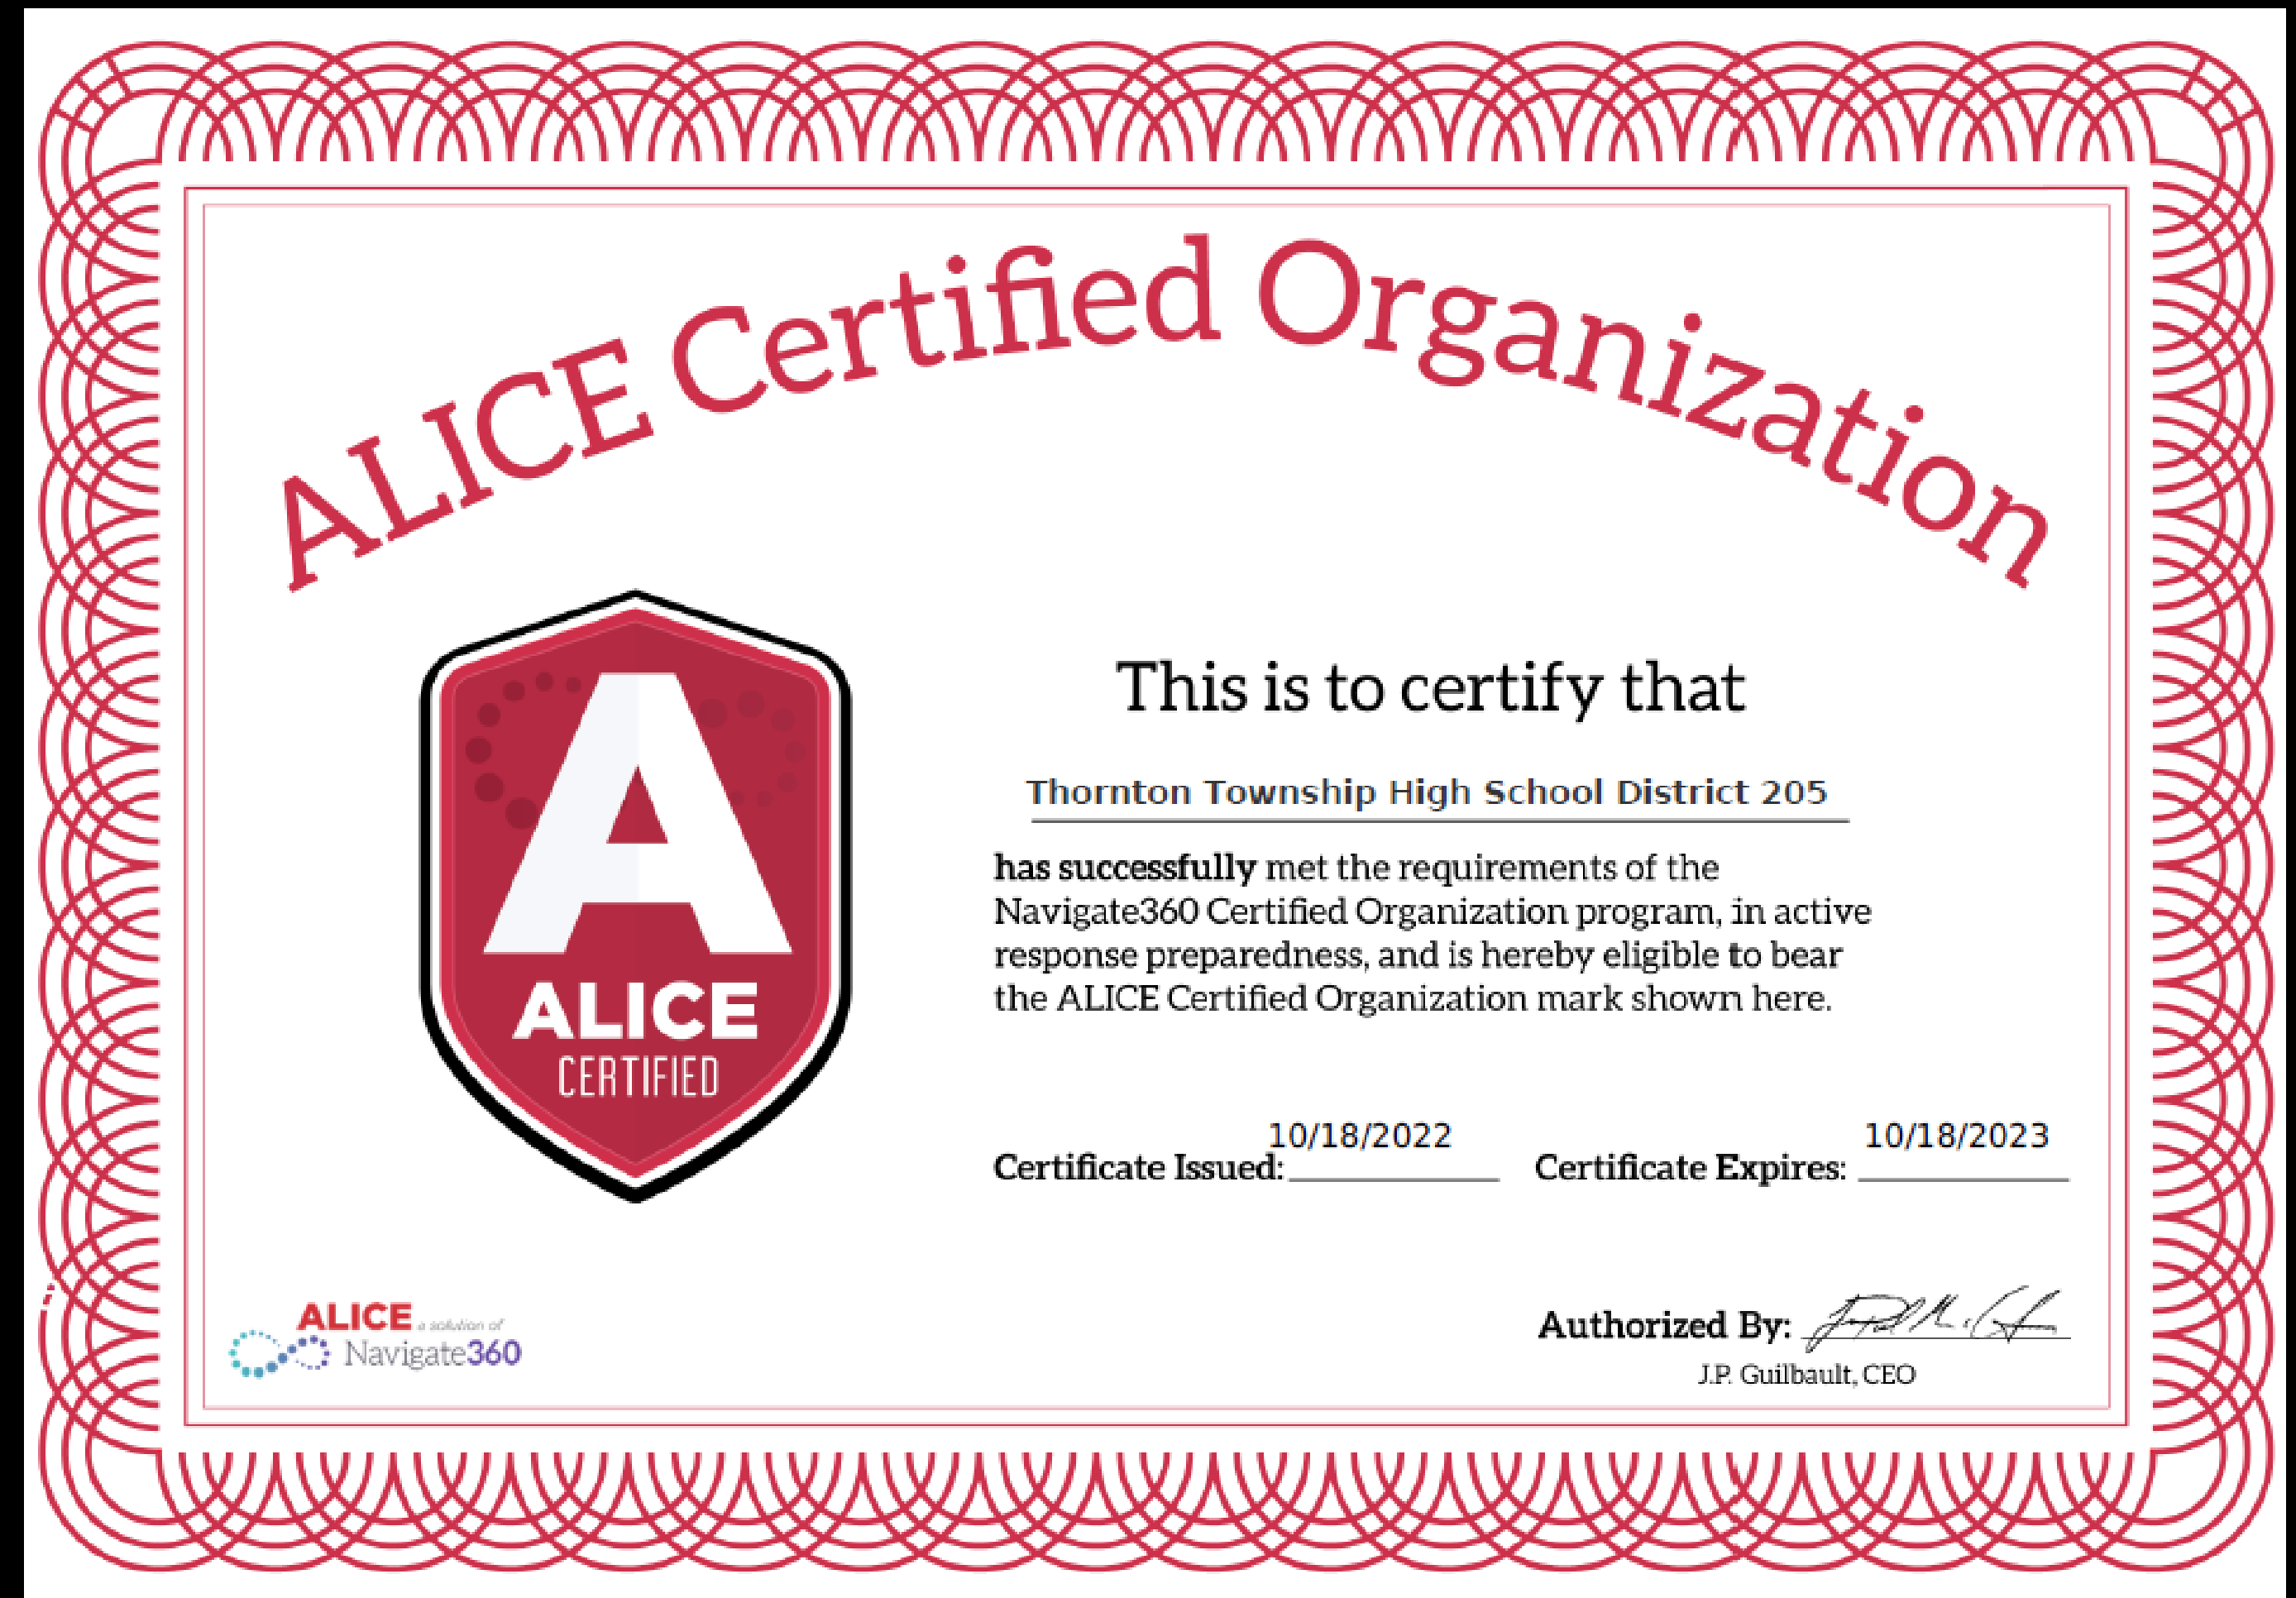 ALICE Certified Organization
This is to certify that
Thornton Township High School District 205
has successfully met the requirements of the
Navigate360 Certified Organization program, in active
response preparedness, and is hereby eligible to bear
the ALICE Certified Organization mark shown here.
A
ALICE
CERTIFIED
Certificate Issued: 10/18/2022 Certificate Expires: 10/18/2023
ALICE a solution of
Navigate360
Authorized By:
J.P. Guilbault, CEO